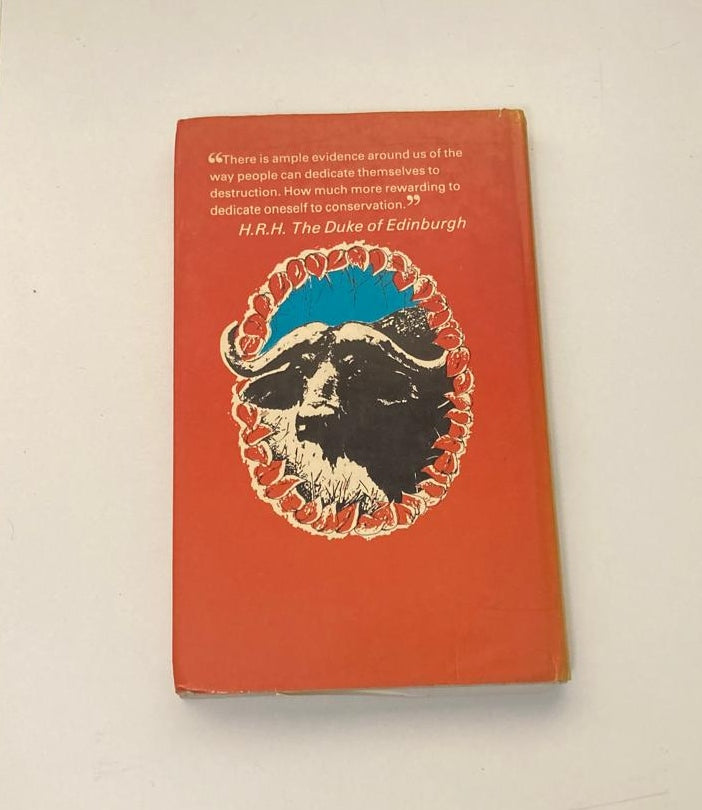 “There is ample evidence around us of the
way people can dedicate themselves to
destruction. How much more rewarding to
dedicate oneself to conservation.”
H.R.H. The Duke of Edinburgh